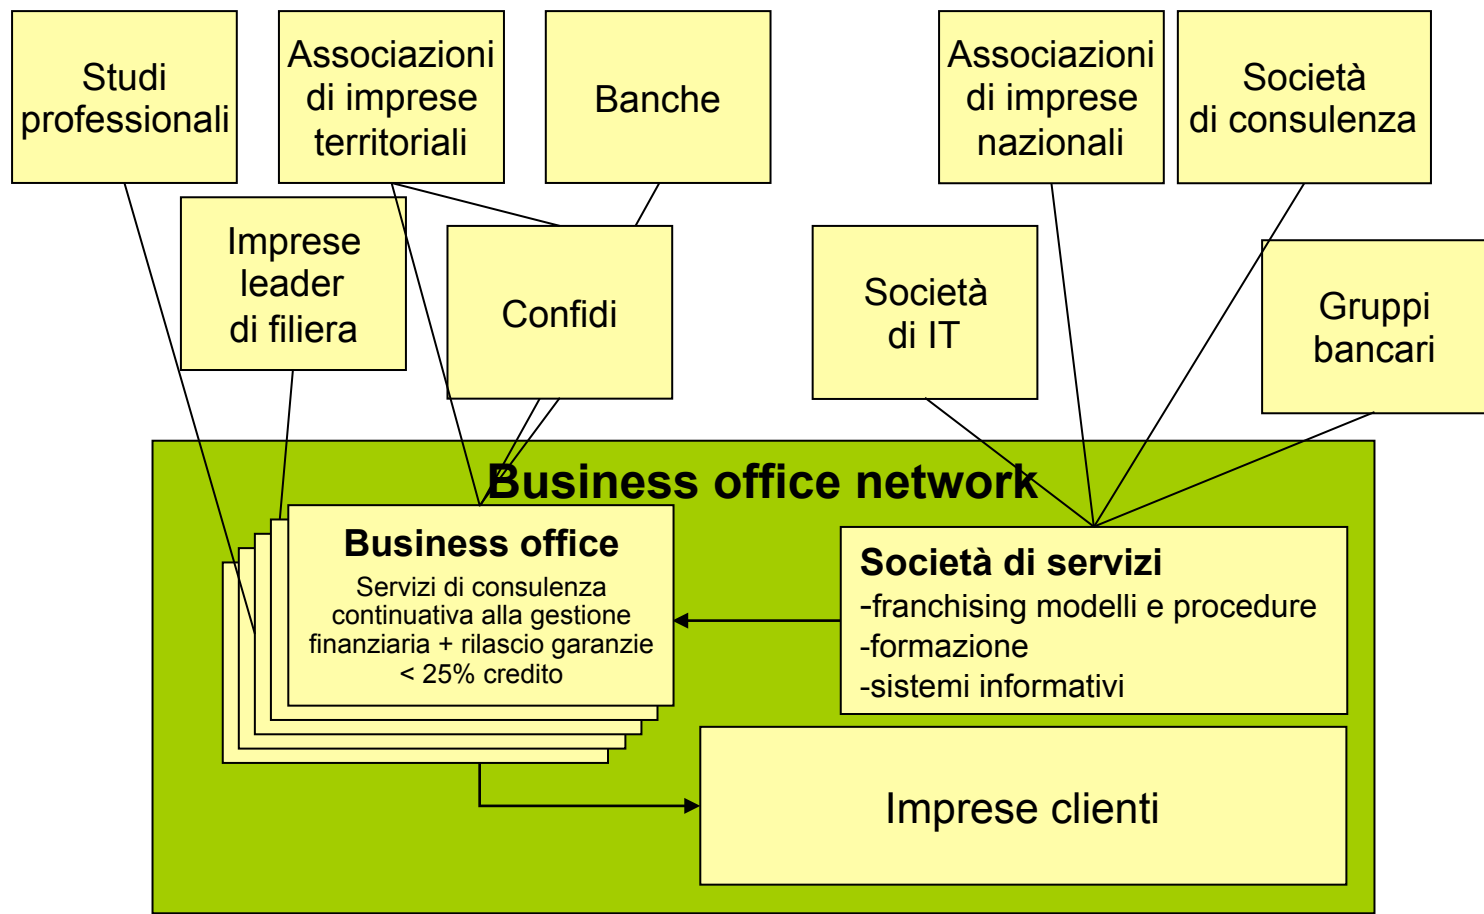 Studi
professionali
Associazioni
di imprese
territoriali
Banche
Associazioni
di imprese
nazionali
Società
di consulenza
Imprese
leader
di filiera
Confidi
Società
di IT
Gruppi
bancari
Business office network
Business office
Servizi di consulenza
continuativa alla gestione
finanziaria + rilascio garanzie
< 25% credito
Società di servizi
-franchising modelli e procedure
-formazione
-sistemi informativi
Imprese clienti